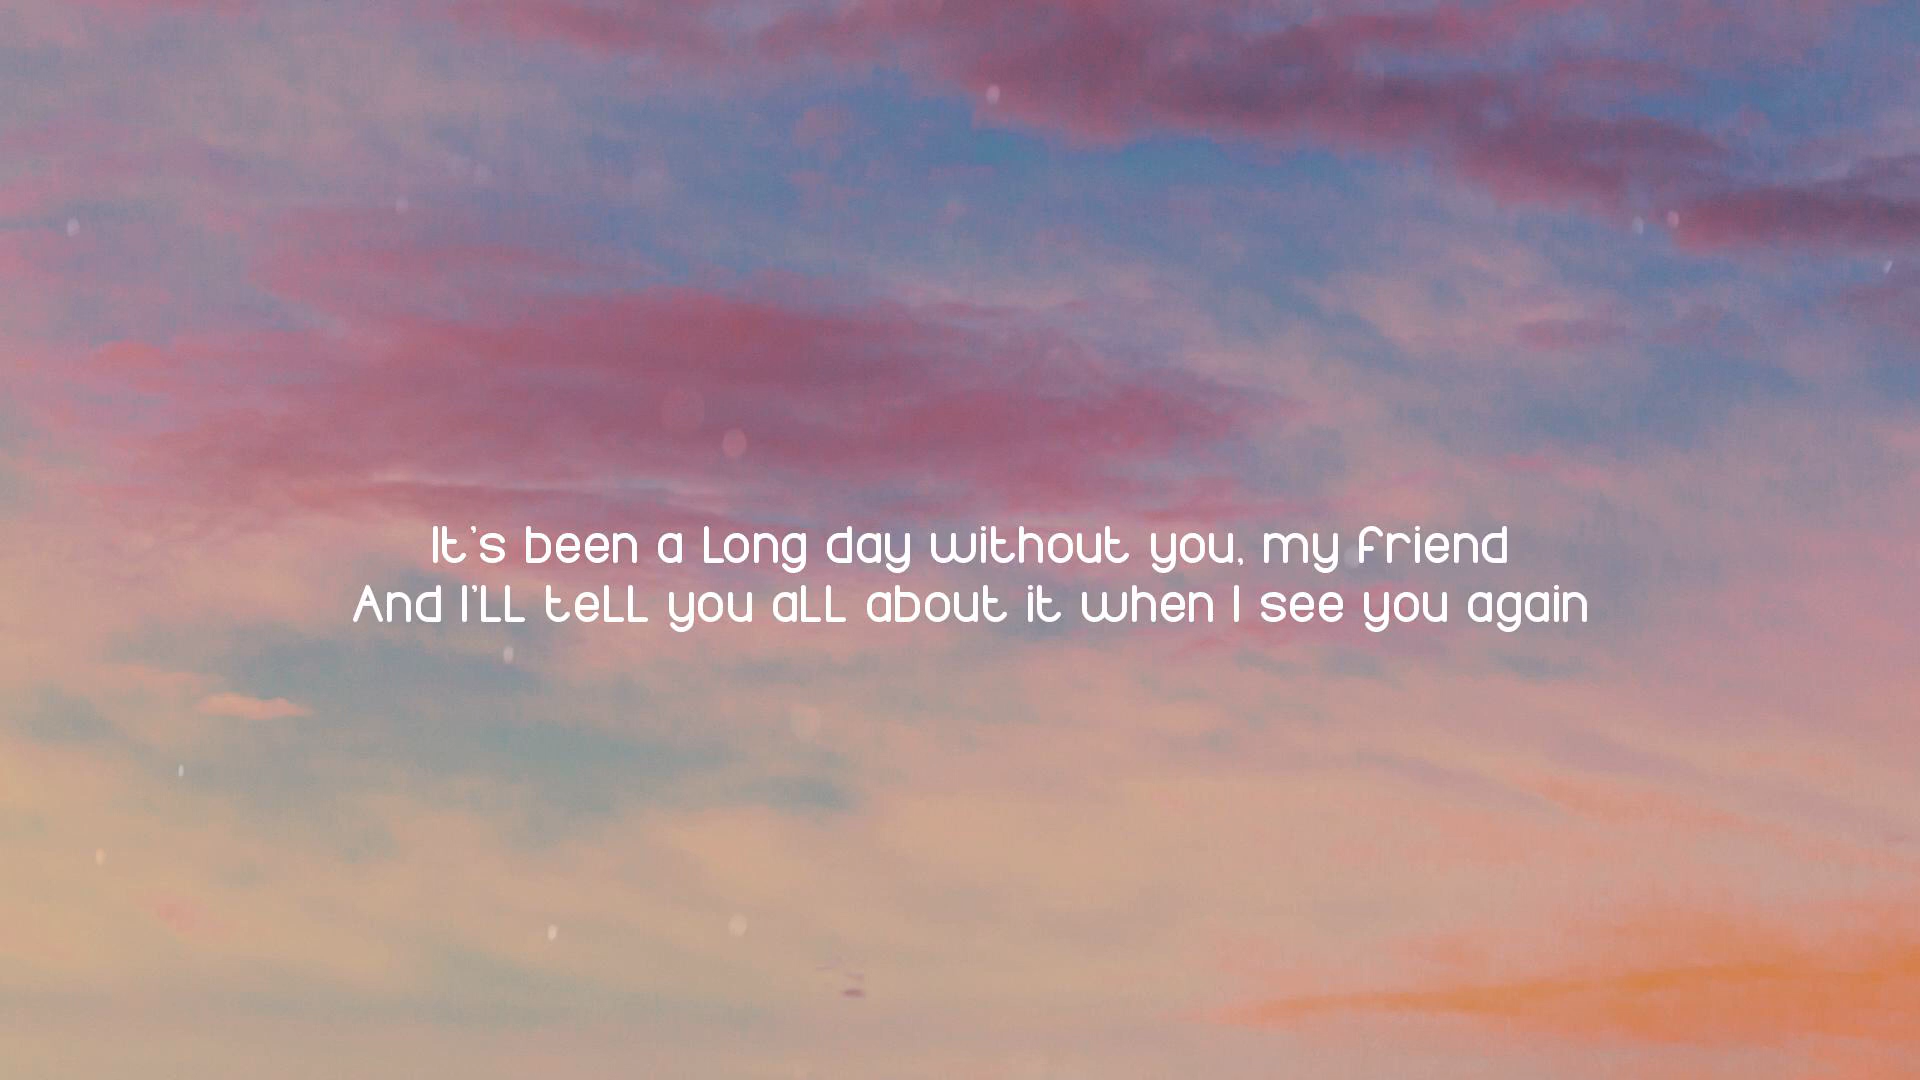 It's been a long day without you, my friend
And I'll tell you all about it when I see you again